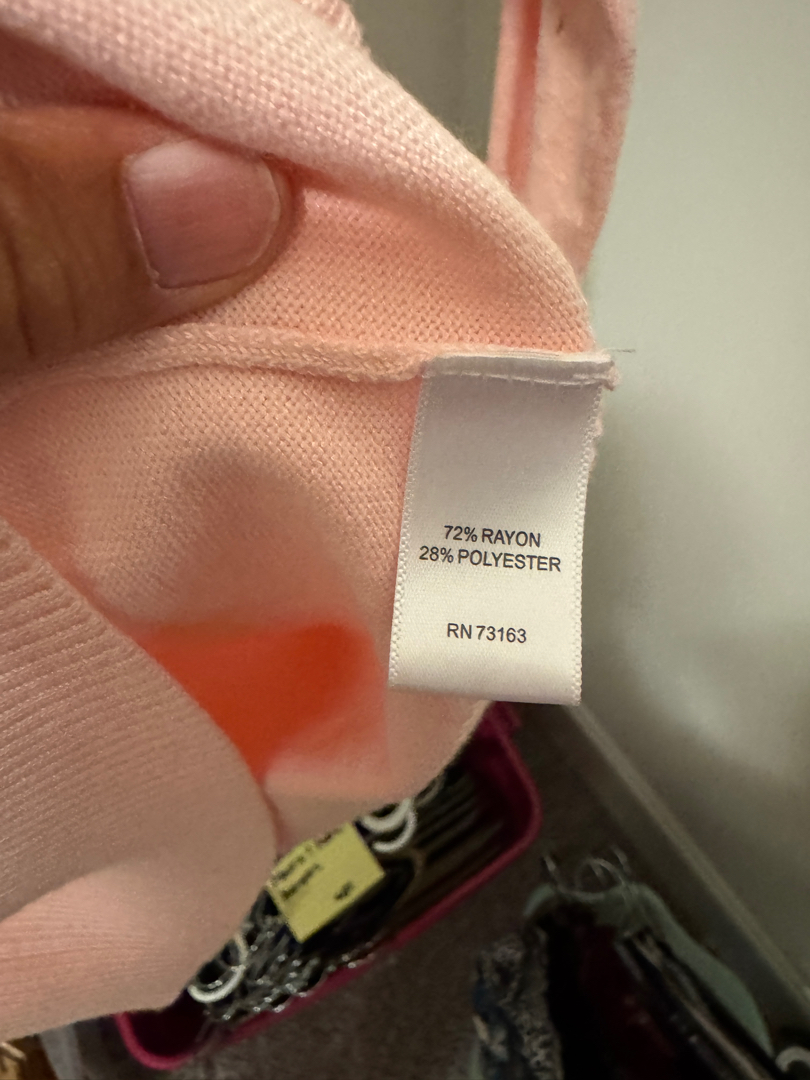 72% RAYON
28% POLYESTER
RN 73163